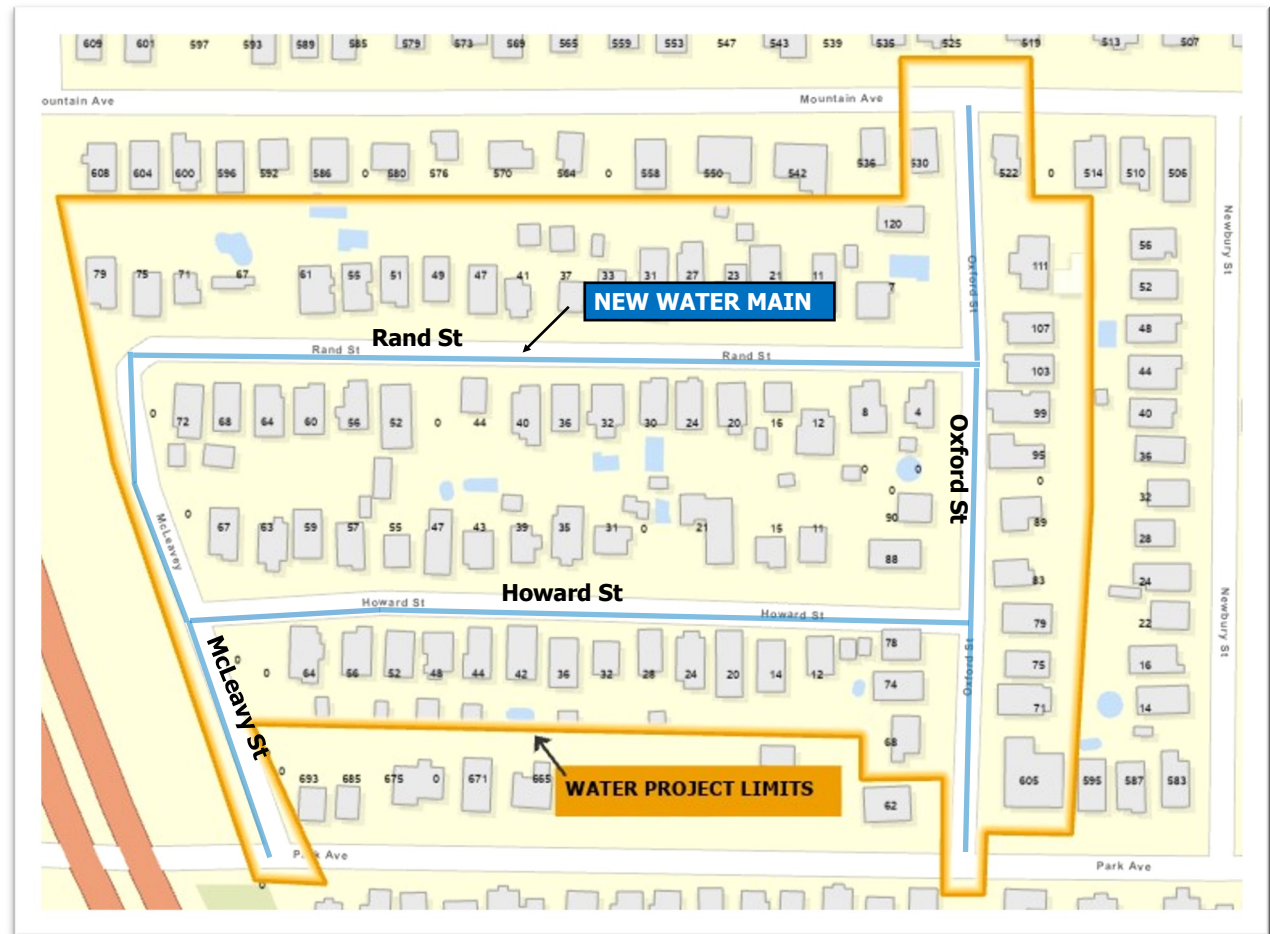 609 601 597 593 589 585 579 573 569 565 559 553 547 543 539 535 525 519 513 507
ountain Ave Mountain Ave
608 604 600 596 592 586 0 580 576 570 564 0 558 550 542 536 530 522 0 514 510 506
120
Newbury St
56
79 75 71 67 61 55 51 49 47 41 37 33 31 27 23 21 11 7 Oxford St 111 52
NEW WATER MAIN
Rand St
Rand St Rand St
107 48
103 44
0 72 68 64 60 56 52 0 44 40 36 32 30 24 20 16 12 8 4 99 40
Oxford St
95 36
0 0 0
0 32
McLeavey
0 67 63 59 57 55 47 43 39 35 31 0 21 15 11 90 89 28
88
83 24
Howard St
Howard St Howard St
79 22
Newbury St
McLeavy St
0 0 64 56 52 48 44 42 36 32 28 24 20 14 12 78 Oxford St 75 16
74
71 14
68
0 693 685 675 0 671 665 605 595 587 583
WATER PROJECT LIMITS
62
Park Ave Park Ave
0